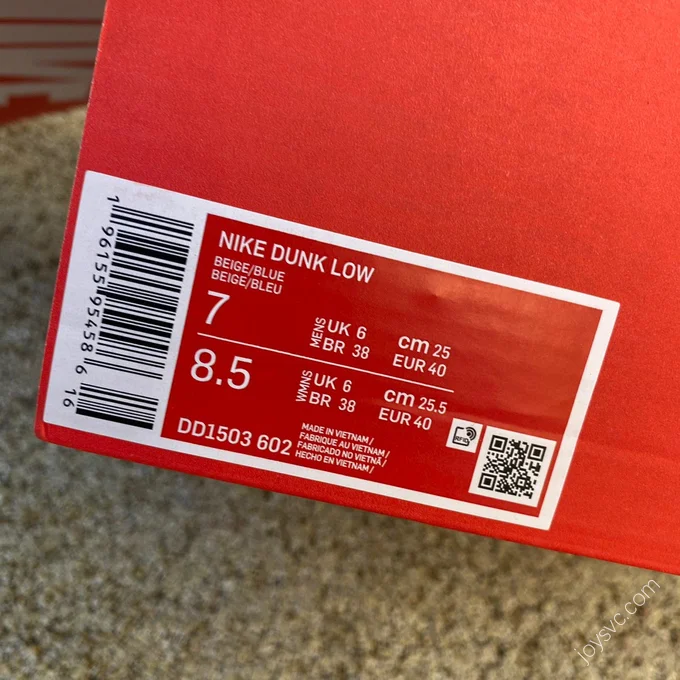 NIKE DUNK LOW
BEIGE/BLUE
BEIGE/BLEU
7
MENS
UK 6
BR 38
cm 25
EUR 40
8.5
WMNS
UK 6
BR 38
cm 25.5
EUR 40
DD1503 602
MADE IN VIETNAM /
FABRIQUE AU VIETNAM /
FABRICADO NO VIETNÃ /
HECHO EN VIETNAM /
RFID
1 96155 95458 6
16
joysvc.com